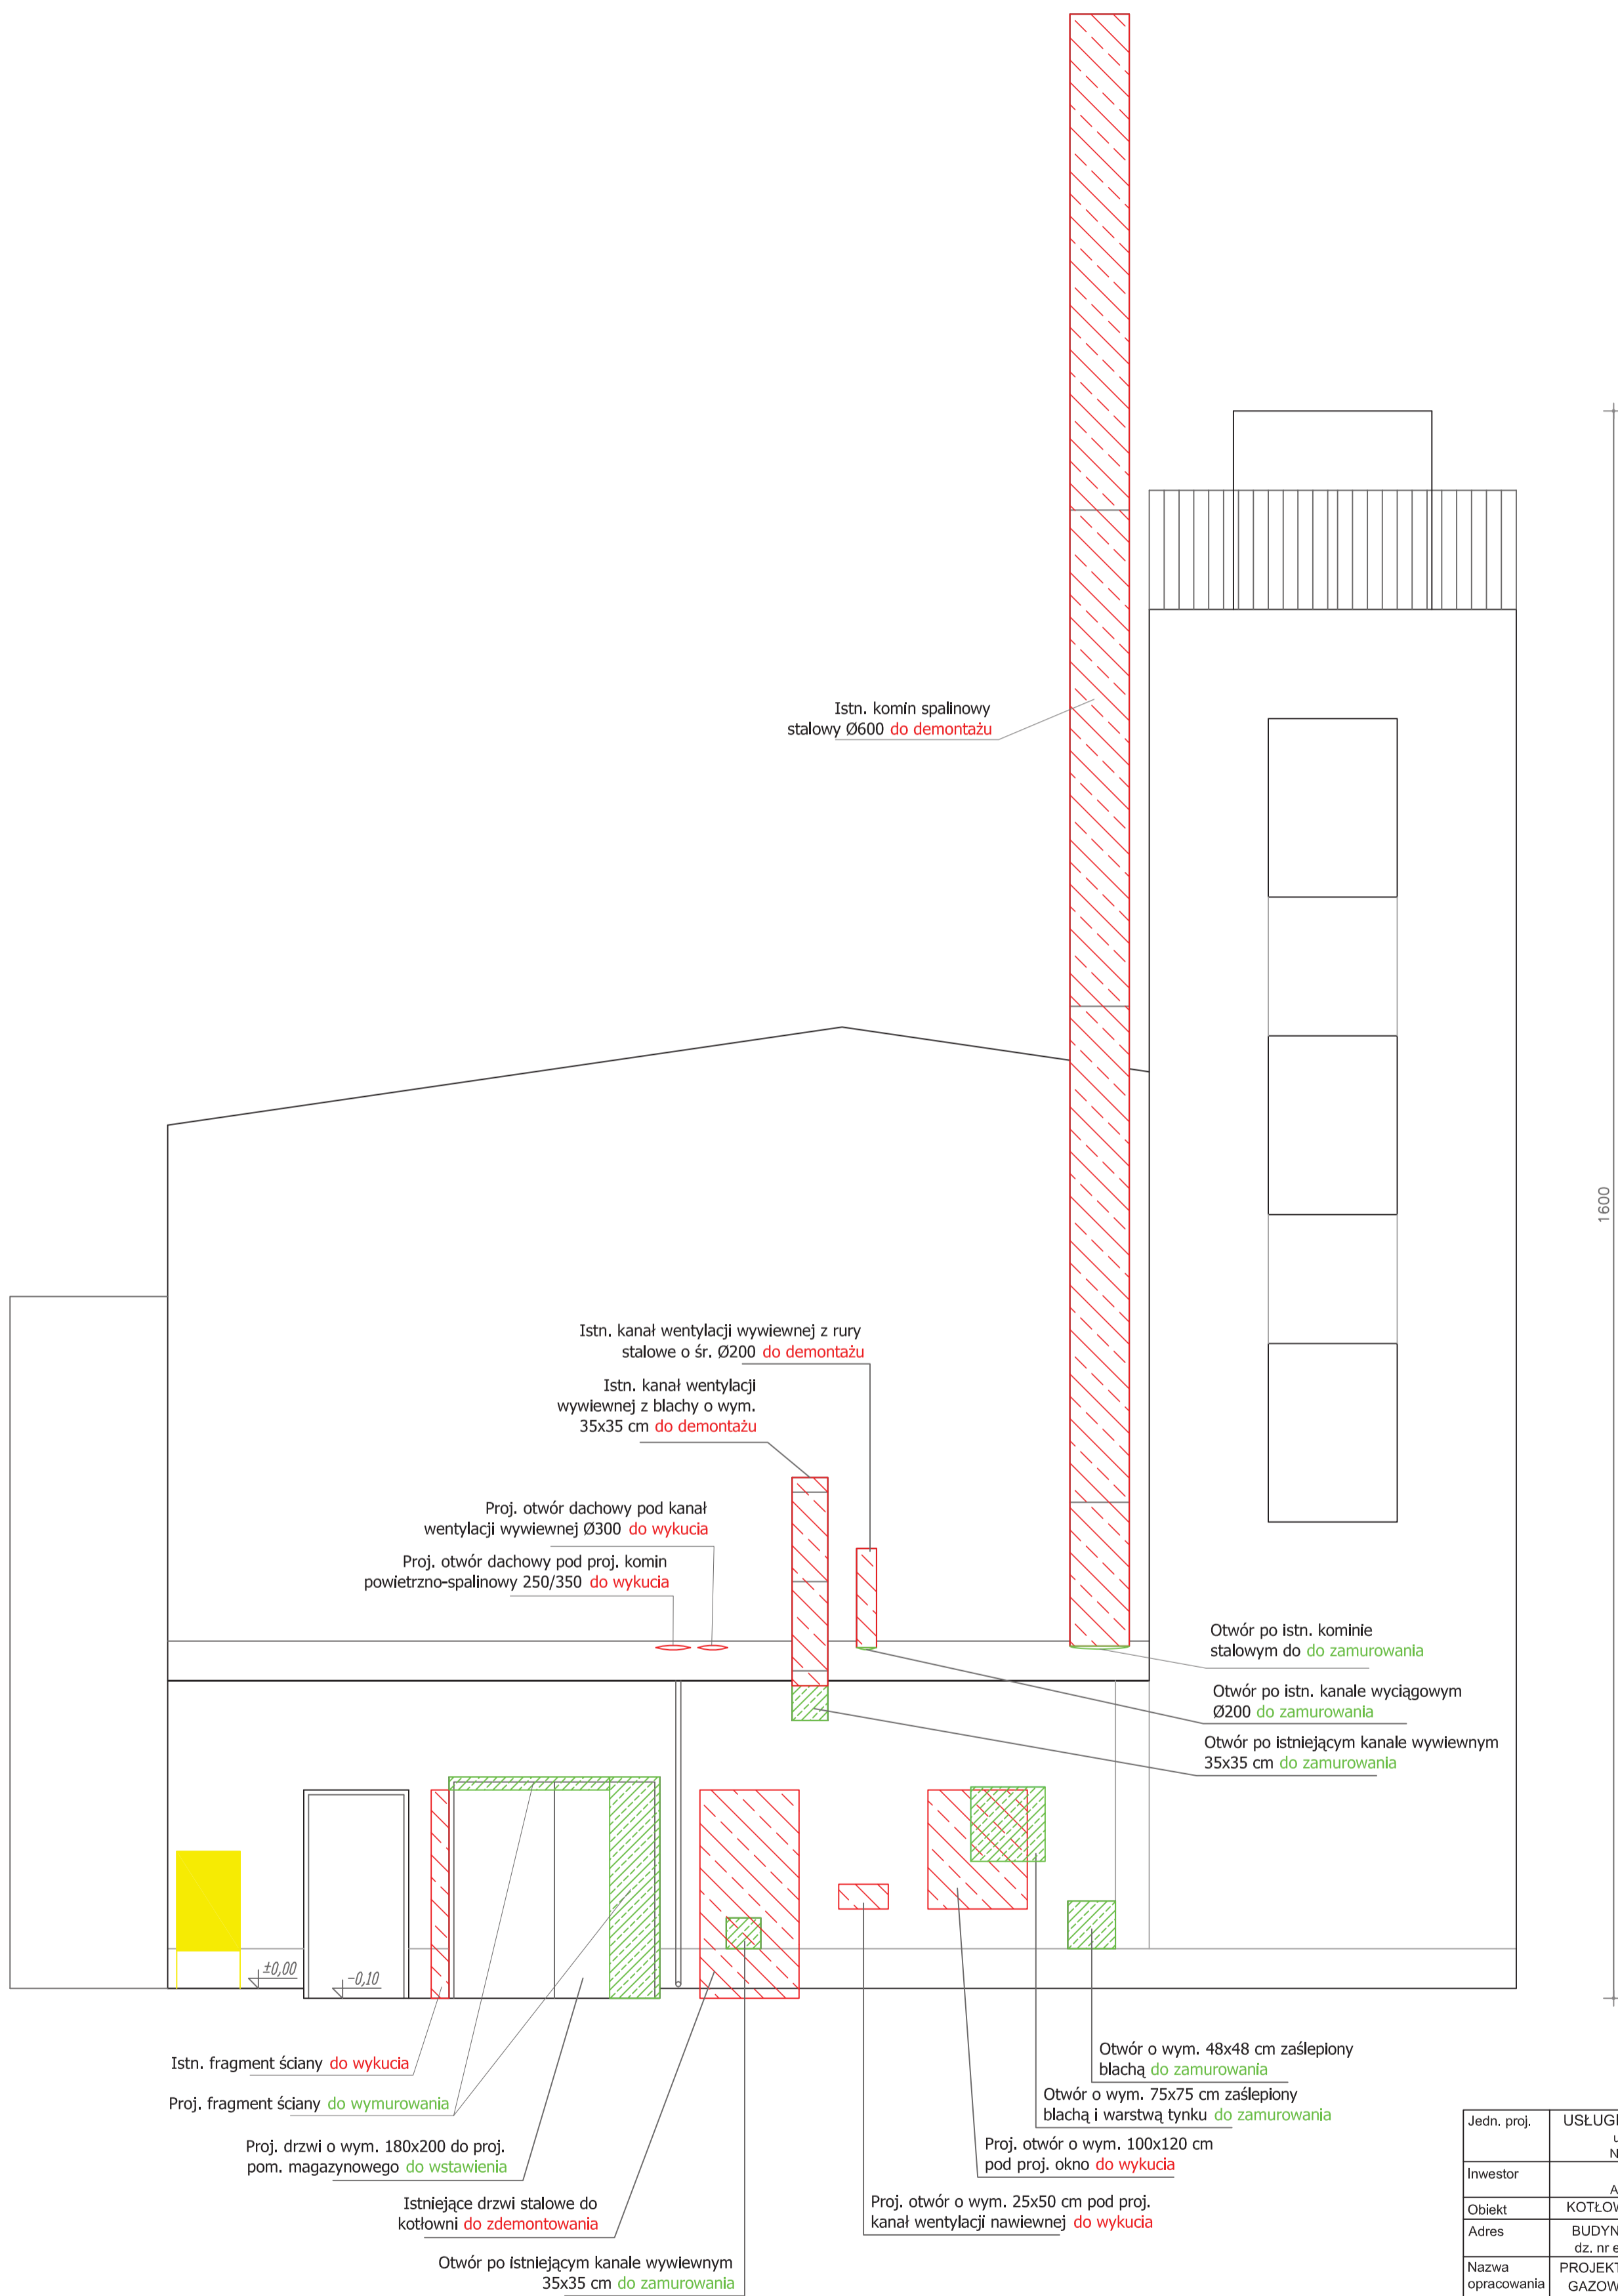 Istn. komin spalinowy
stalowy Ø600 do demontażu
1600
Istn. kanał wentylacji wywiewnej z rury
stalowe o śr. Ø200 do demontażu
Istn. kanał wentylacji
wywiewnej z blachy o wym.
35x35 cm do demontażu
Proj. otwór dachowy pod kanał
wentylacji wywiewnej Ø300 do wykucia
Proj. otwór dachowy pod proj. komin
powietrzno-spalinowy 250/350 do wykucia
Otwór po istn. kominie
stalowym do do zamurowania
Otwór po istn. kanale wyciągowym
Ø200 do zamurowania
Otwór po istniejącym kanale wywiewnym
35x35 cm do zamurowania
±0,00
-0,10
Istn. fragment ściany do wykucia
Proj. fragment ściany do wymurowania
Proj. drzwi o wym. 180x200 do proj.
pom. magazynowego do wstawienia
Istniejące drzwi stalowe do
kotłowni do zdemontowania
Otwór po istniejącym kanale wywiewnym
35x35 cm do zamurowania
Otwór o wym. 48x48 cm zaślepiony
blachą do zamurowania
Otwór o wym. 75x75 cm zaślepiony
blachą i warstwą tynku do zamurowania
Proj. otwór o wym. 100x120 cm
pod proj. okno do wykucia
Proj. otwór o wym. 25x50 cm pod proj.
kanał wentylacji nawiewnej do wykucia
Jedn. proj.
Inwestor
Obiekt
Adres
dz. nr
Nazwa
opracowania